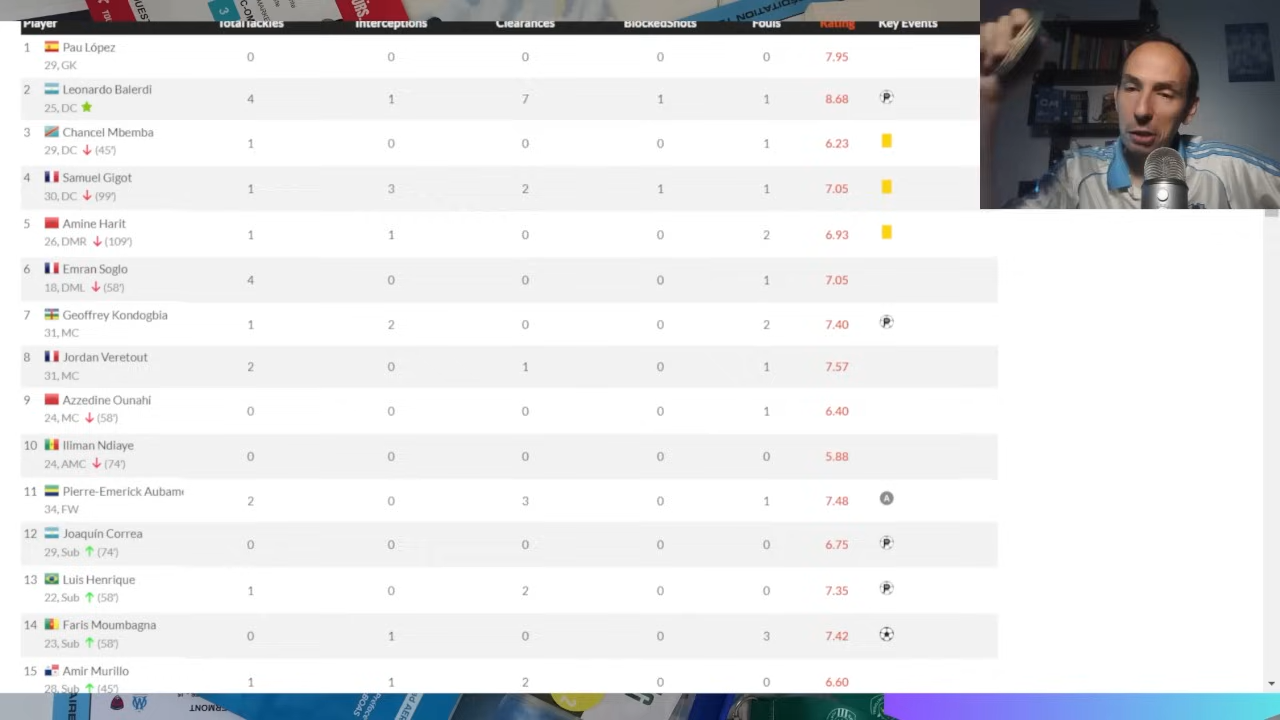 Player TotalTackles Interceptions Clearances BlockedShots Fouls Rating Key Events
1 Pau López 0 0 0 0 0 7.95
29, GK
2 Leonardo Balerdi 4 1 7 1 1 8.68 P
25, DC
3 Chancel Mbemba 1 0 0 0 1 6.23
29, DC (45')
4 Samuel Gigot 1 3 2 1 1 7.05
30, DC (99')
5 Amine Harit 1 1 0 0 2 6.93
26, DMR (109')
6 Emran Soglo 4 0 0 0 1 7.05
18, DML (58')
7 Geoffrey Kondogbia 1 2 0 0 2 7.40 P
31, MC
8 Jordan Veretout 2 0 1 0 1 7.57
31, MC
9 Azzedine Ounahi 0 0 0 0 1 6.40
24, MC (58')
10 Iliman Ndiaye 0 0 0 0 0 5.88
24, AMC (74')
11 Pierre-Emerick Aubam 2 0 3 0 1 7.48 A
34, FW
12 Joaquín Correa 0 0 0 0 0 6.75 P
29, Sub (74')
13 Luis Henrique 1 0 2 0 0 7.35 P
22, Sub (58')
14 Faris Moumbagna 0 1 0 0 3 7.42
23, Sub (58')
15 Amir Murillo 1 1 2 0 0 6.60
28, Sub (45')